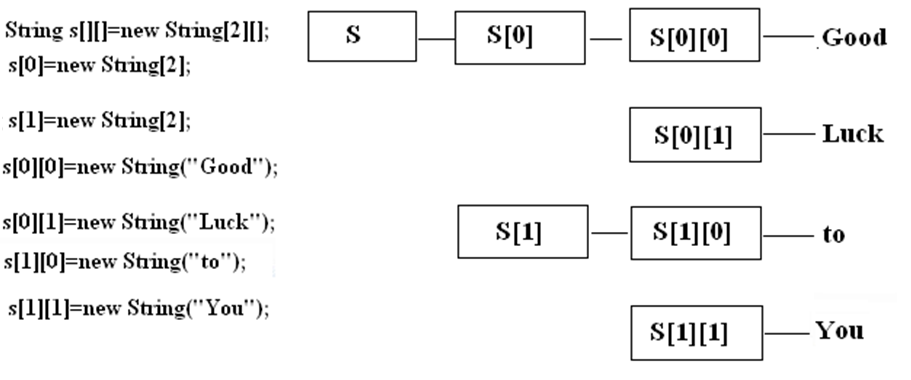 String s[][]=new String[2][];
s[0]=new String[2];
s[1]=new String[2];
s[0][0]=new String("Good");
s[0][1]=new String("Luck");
s[1][0]=new String("to");
s[1][1]=new String("You");
S S[0] S[0][0] Good
S[0][1] Luck
S[1] S[1][0] to
S[1][1] You